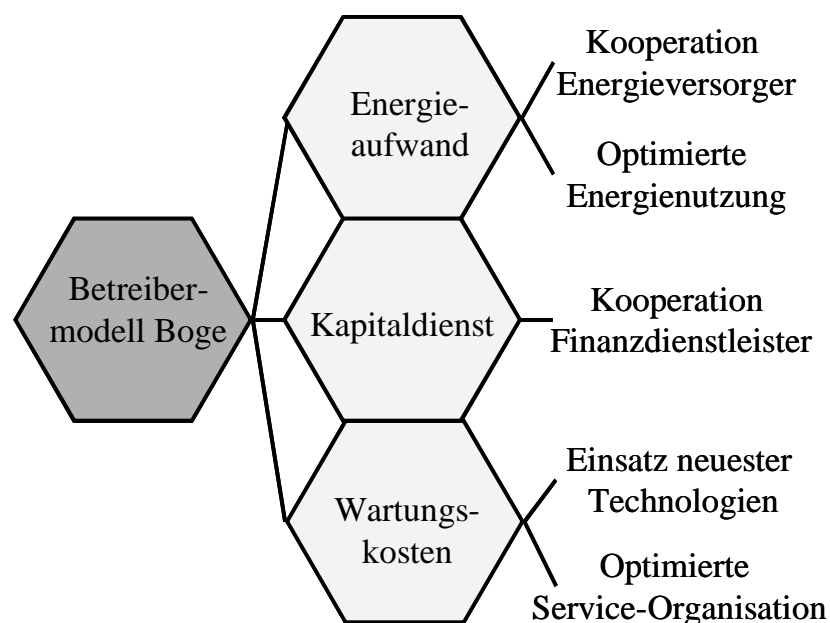 Betreiber-
modell Boge
Energie-
aufwand
Kooperation
Energieversorger
Optimierte
Energienutzung
Kapitaldienst
Kooperation
Finanzdienstleister
Wartungs-
kosten
Einsatz neuester
Technologien
Optimierte
Service-Organisation